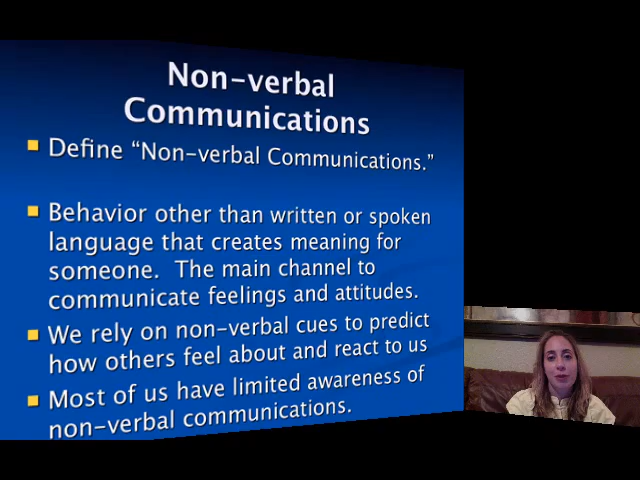 Non-verbal
Communications
Define “Non-verbal Communications.”
Behavior other than written or spoken
language that creates meaning for
someone. The main channel to
communicate feelings and attitudes.
We rely on non-verbal cues to predict
how others feel about and react to us
Most of us have limited awareness of
non-verbal communications.